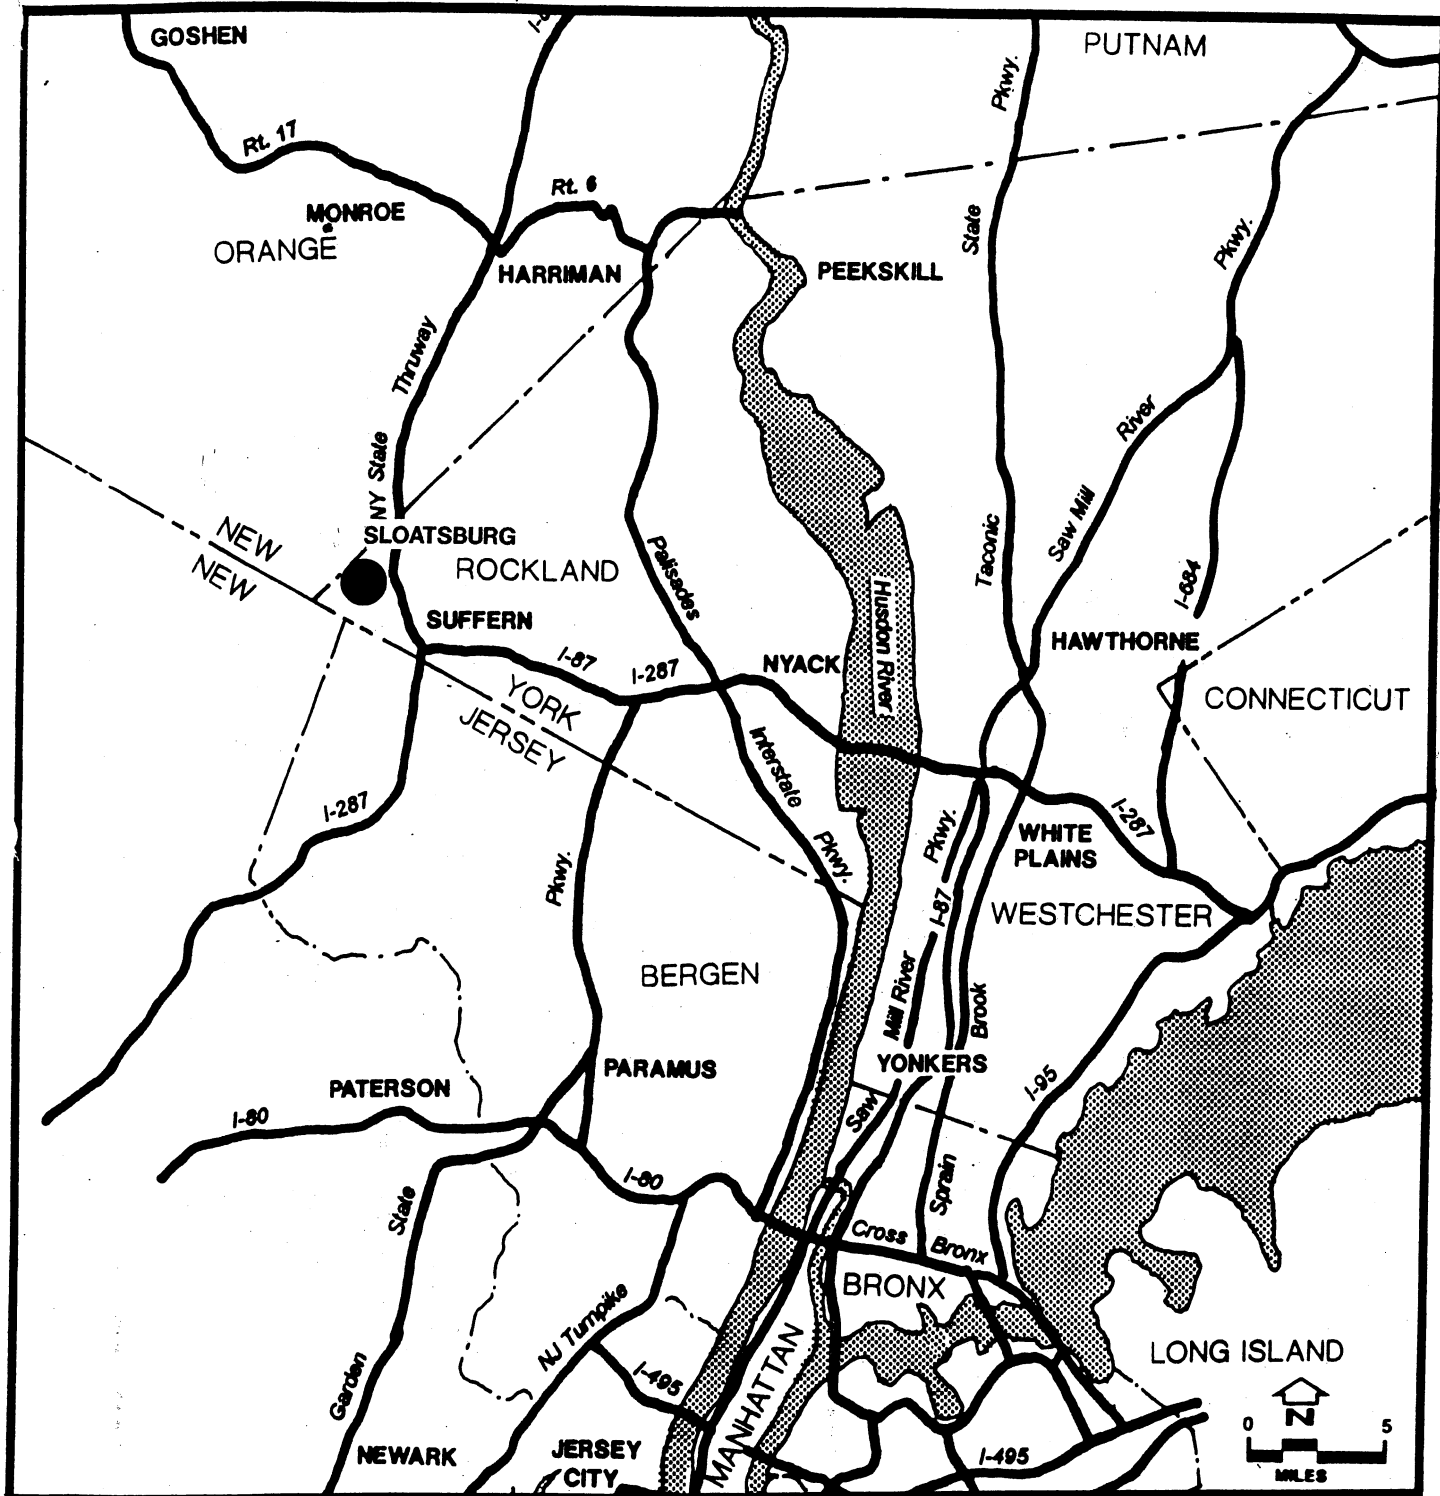 GOSHEN
PUTNAM
Pkwy.
Rt. 17
Rt. 6
MONROE
ORANGE
HARRIMAN
PEEKSKILL
State
Pkwy.
Thruway
NY State
River
Saw Mill
Taconic
SLOATSBURG
ROCKLAND
NEW
NEW
Palisades
Husdon River
I-684
SUFFERN
HAWTHORNE
I-87
I-287
NYACK
CONNECTICUT
YORK
JERSEY
Interstate
I-287
Pkwy.
Pkwy.
WHITE
PLAINS
I-287
Pkwy.
I-87
WESTCHESTER
BERGEN
Mill River
Brook
YONKERS
PARAMUS
PATERSON
I-80
I-95
Saw
I-80
Sprain
State
Cross
Bronx
BRONX
NJ Turnpike
MANHATTAN
LONG ISLAND
I-495
Garden
N
0
5
MILES
NEWARK
JERSEY
CITY
I-495